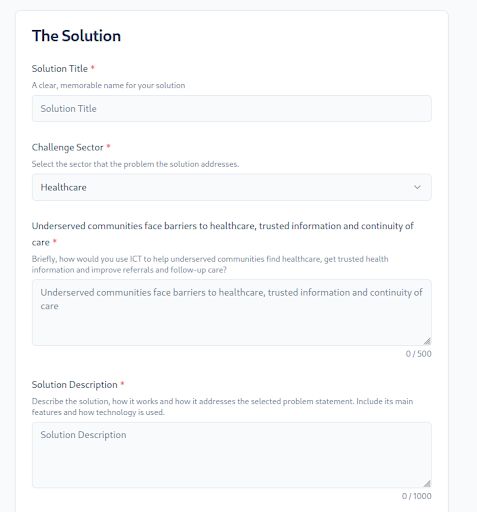 The Solution
Solution Title *
A clear, memorable name for your solution
Solution Title
Challenge Sector *
Select the sector that the problem the solution addresses.
Healthcare
Underserved communities face barriers to healthcare, trusted information and continuity of
care *
Briefly, how would you use ICT to help underserved communities find healthcare, get trusted health
information and improve referrals and follow-up care?
Underserved communities face barriers to healthcare, trusted information and continuity of
care
0 / 500
Solution Description *
Describe the solution, how it works and how it addresses the selected problem statement. Include its main
features and how technology is used.
Solution Description
0 / 1000